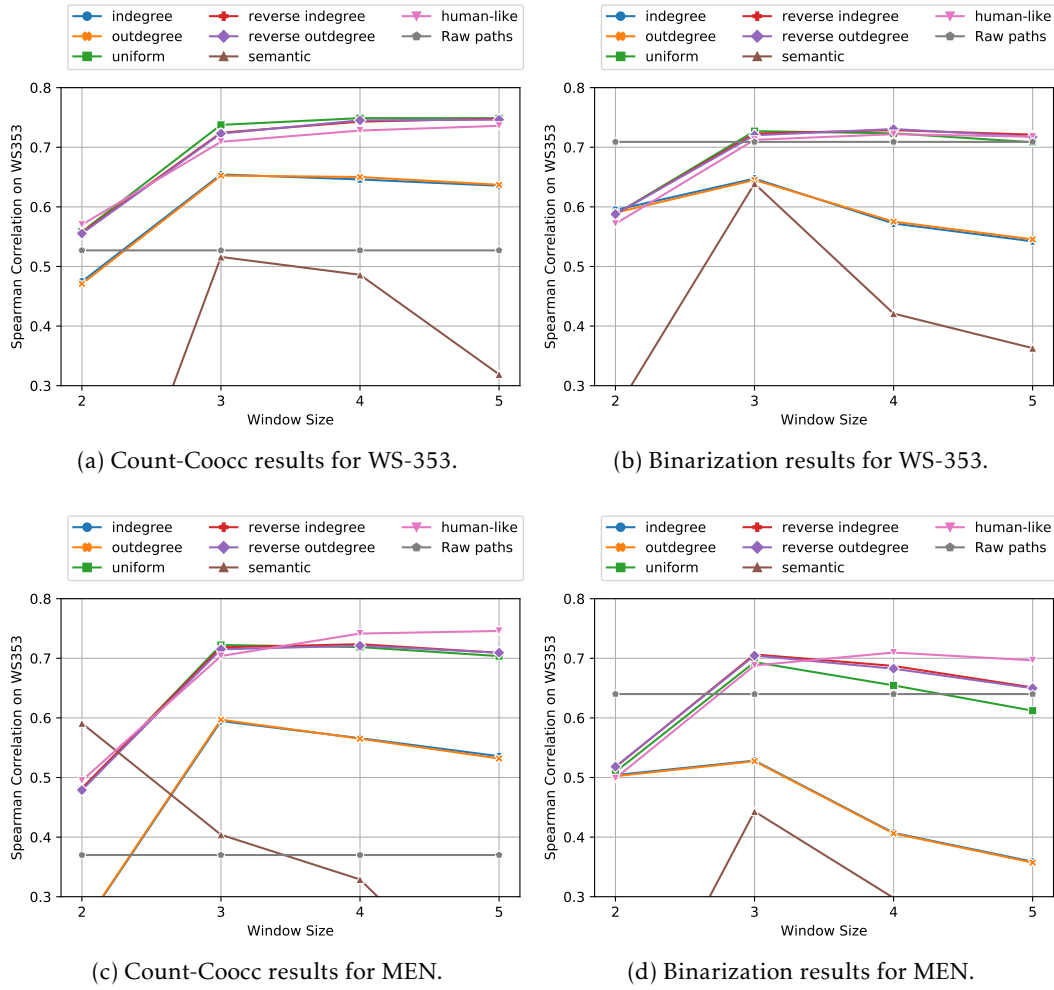 indegree reverse indegree human-like
outdegree reverse outdegree Raw paths
uniform semantic
0.8
0.7
0.6
0.5
0.4
0.3
Spearman Correlation on WS353
2 3 4 5
Window Size
(a) Count-Coocc results for WS-353.
indegree reverse indegree human-like
outdegree reverse outdegree Raw paths
uniform semantic
0.8
0.7
0.6
0.5
0.4
0.3
Spearman Correlation on WS353
2 3 4 5
Window Size
(b) Binarization results for WS-353.
indegree reverse indegree human-like
outdegree reverse outdegree Raw paths
uniform semantic
0.8
0.7
0.6
0.5
0.4
0.3
Spearman Correlation on WS353
2 3 4 5
Window Size
(c) Count-Coocc results for MEN.
indegree reverse indegree human-like
outdegree reverse outdegree Raw paths
uniform semantic
0.8
0.7
0.6
0.5
0.4
0.3
Spearman Correlation on WS353
2 3 4 5
Window Size
(d) Binarization results for MEN.